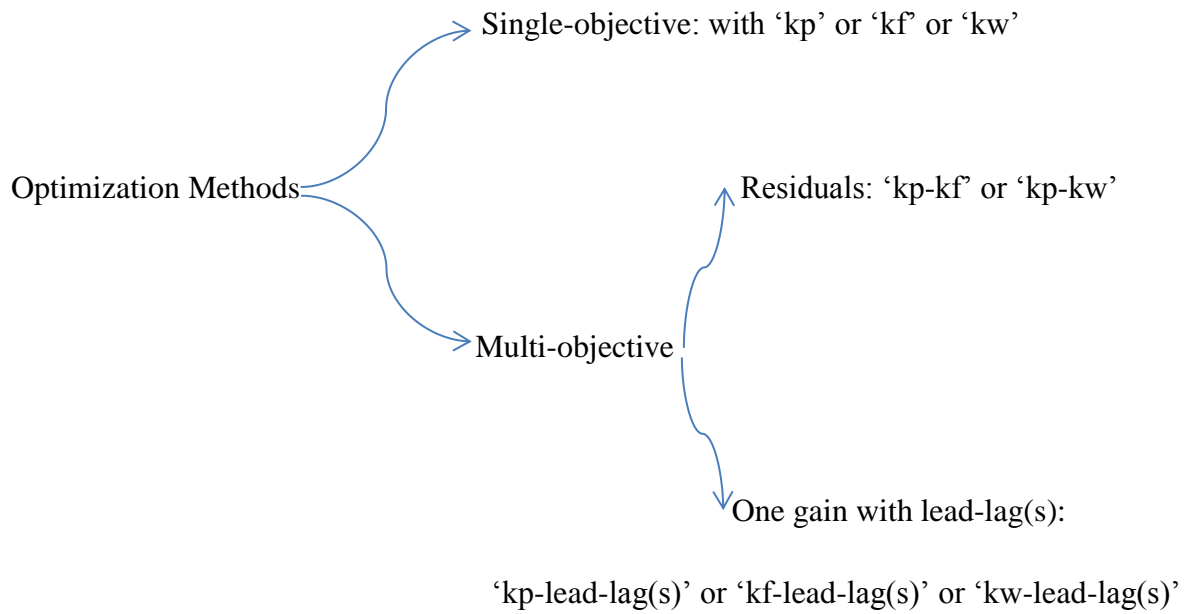 Single-objective: with ‘kp’ or ‘kf’ or ‘kw’
Optimization Methods
Residuals: ‘kp-kf’ or ‘kp-kw’
Multi-objective
One gain with lead-lag(s):
‘kp-lead-lag(s)’ or ‘kf-lead-lag(s)’ or ‘kw-lead-lag(s)’